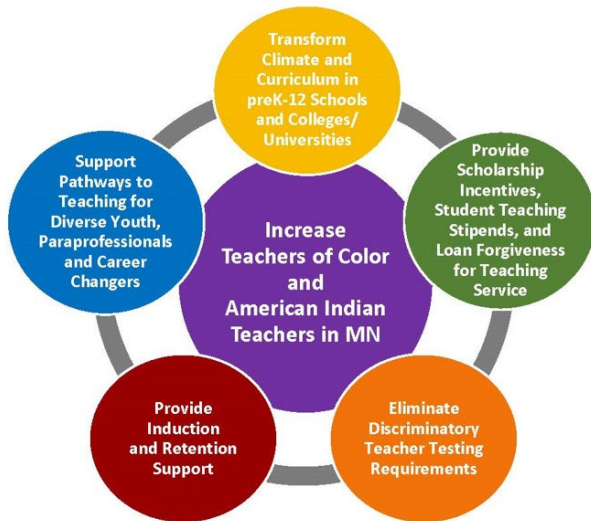 Transform
Climate and
Curriculum in
preK-12 Schools
and Colleges/
Universities
Provide
Scholarship
Incentives,
Student Teaching
Stipends, and
Loan Forgiveness
for Teaching
Service
Eliminate
Discriminatory
Teacher Testing
Requirements
Provide
Induction
and Retention
Support
Support
Pathways to
Teaching for
Diverse Youth,
Paraprofessionals
and Career
Changers
Increase
Teachers of Color
and
American Indian
Teachers in MN